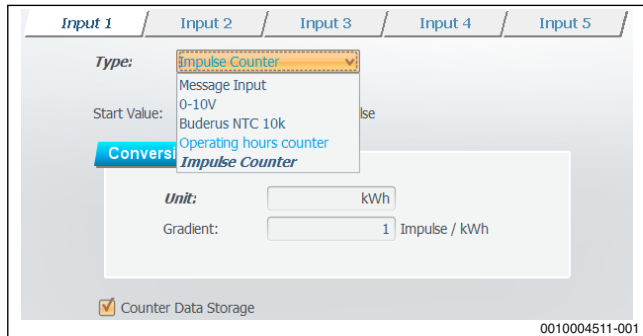 Input 1 Input 2 Input 3 Input 4 Input 5
Type: Impulse Counter
Message Input
0-10V
Start Value: lse
Buderus NTC 10k
Operating hours counter
Conversi
Impulse Counter
Unit: kWh
Gradient: 1 Impulse / kWh
Counter Data Storage
0010004511-001